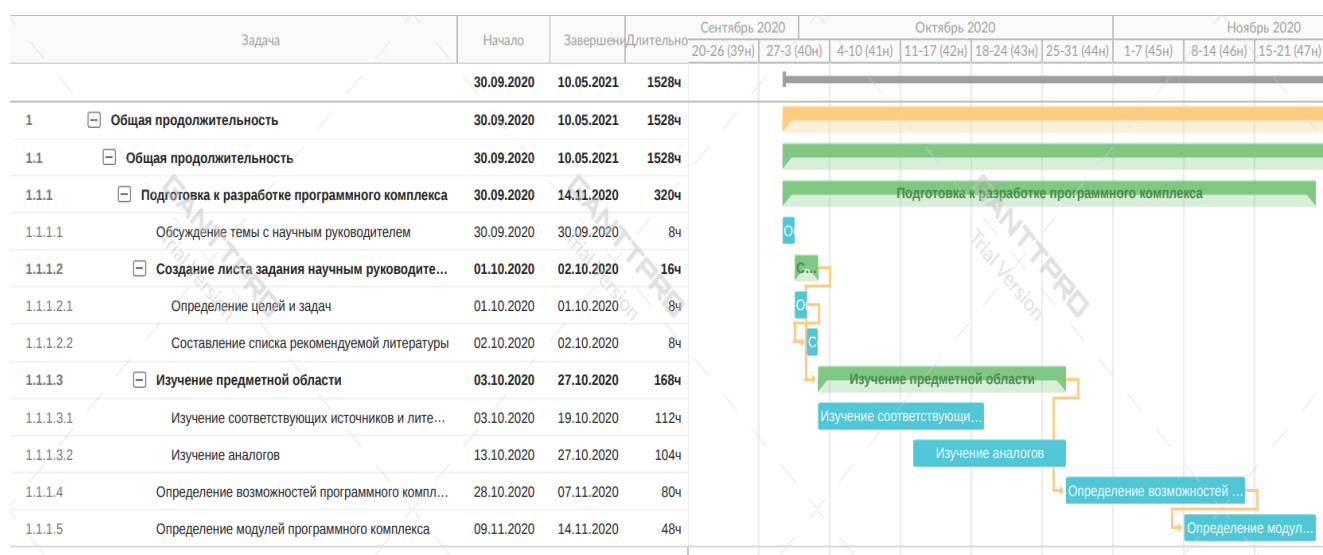 Задача Начало Завершени Длительно Сентябрь 2020 Октябрь 2020 Ноябрь 2020
20-26 (39н) 27-3 (40н) 4-10 (41н) 11-17 (42н) 18-24 (43н) 25-31 (44н) 1-7 (45н) 8-14 (46н) 15-21 (47н)
30.09.2020 10.05.2021 1528ч
1 Общая продолжительность 30.09.2020 10.05.2021 1528ч
1.1 Общая продолжительность 30.09.2020 10.05.2021 1528ч
1.1.1 Подготовка к разработке программного комплекса 30.09.2020 14.11.2020 320ч Подготовка к разработке программного комплекса
1.1.1.1 Обсуждение темы с научным руководителем 30.09.2020 30.09.2020 8ч О
1.1.1.2 Создание листа задания научным руководите... 01.10.2020 02.10.2020 16ч С...
1.1.1.2.1 Определение целей и задач 01.10.2020 01.10.2020 8ч О
1.1.1.2.2 Составление списка рекомендуемой литературы 02.10.2020 02.10.2020 8ч С
1.1.1.3 Изучение предметной области 03.10.2020 27.10.2020 168ч Изучение предметной области
1.1.1.3.1 Изучение соответствующих источников и лите... 03.10.2020 19.10.2020 112ч Изучение соответствующи...
1.1.1.3.2 Изучение аналогов 13.10.2020 27.10.2020 104ч Изучение аналогов
1.1.1.4 Определение возможностей программного компл... 28.10.2020 07.11.2020 80ч Определение возможностей ...
1.1.1.5 Определение модулей программного комплекса 09.11.2020 14.11.2020 48ч Определение модул...
GANTTPRO
Trial Version
GANTTPRO
Trial Version
GANTTPRO
Trial Version